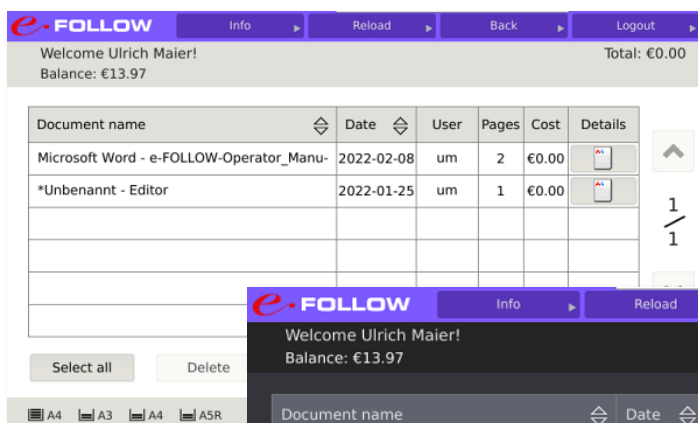 e-FOLLOW Info Reload Back Logout
Welcome Ulrich Maier! Total: €0.00
Balance: €13.97
Document name Date User Pages Cost Details
Microsoft Word - e-FOLLOW-Operator_Manu- 2022-02-08 um 2 €0.00
*Unbenannt - Editor 2022-01-25 um 1 €0.00
1
1
Select all Delete
A4 A3 A4 A5R
e-FOLLOW Info Reload
Welcome Ulrich Maier!
Balance: €13.97
Document name Date